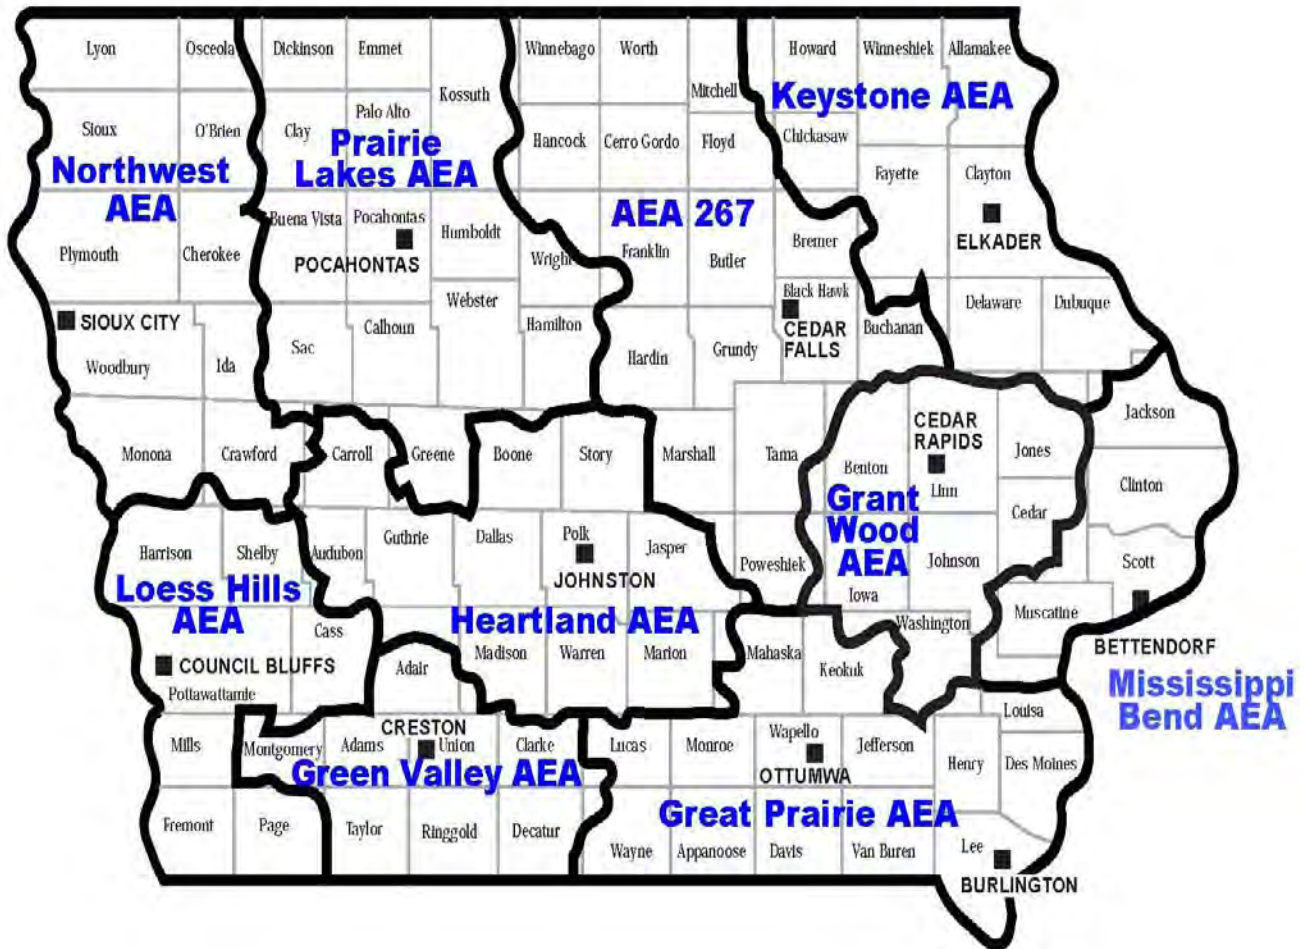 Lyon
Osceola
Dickinson
Emmet
Kossuth
Winnebago
Worth
Mitchell
Howard
Winneshiek
Allamakee
Keystone AEA
Sioux
O'Brien
Clay
Palo Alto
Hancock
Cerro Gordo
Floyd
Chickasaw
Northwest
AEA
Prairie
Lakes AEA
AEA 267
Fayette
Clayton
ELKADER
Plymouth
Cherokee
Buena Vista
Pocahontas
POCAHONTAS
Humboldt
Wright
Franklin
Butler
Bremer
SIOUX CITY
Woodbury
Ida
Sac
Calhoun
Webster
Hamilton
Hardin
Grundy
Black Hawk
CEDAR
FALLS
Buchanan
Delaware
Dubuque
Monona
Crawford
Carroll
Greene
Boone
Story
Marshall
Tama
Benton
CEDAR
RAPIDS
Linn
Jones
Jackson
Clinton
Cedar
Grant
Wood
AEA
Harrison
Shelby
Audubon
Guthrie
Dallas
Polk
JOHNSTON
Jasper
Poweshiek
Iowa
Johnson
Scott
Muscatine
Loess Hills
AEA
Heartland AEA
Cass
COUNCIL BLUFFS
Pottawattamie
Adair
Madison
Warren
Marion
Mahaska
Keokuk
Washington
BETTENDORF
Mississippi
Bend AEA
Louisa
Mills
Montgomery
Adams
CRESTON
Union
Clarke
Lucas
Monroe
Wapello
OTTUMWA
Jefferson
Henry
Des Moines
Green Valley AEA
Great Prairie AEA
Fremont
Page
Taylor
Ringgold
Decatur
Wayne
Appanoose
Davis
Van Buren
Lee
BURLINGTON